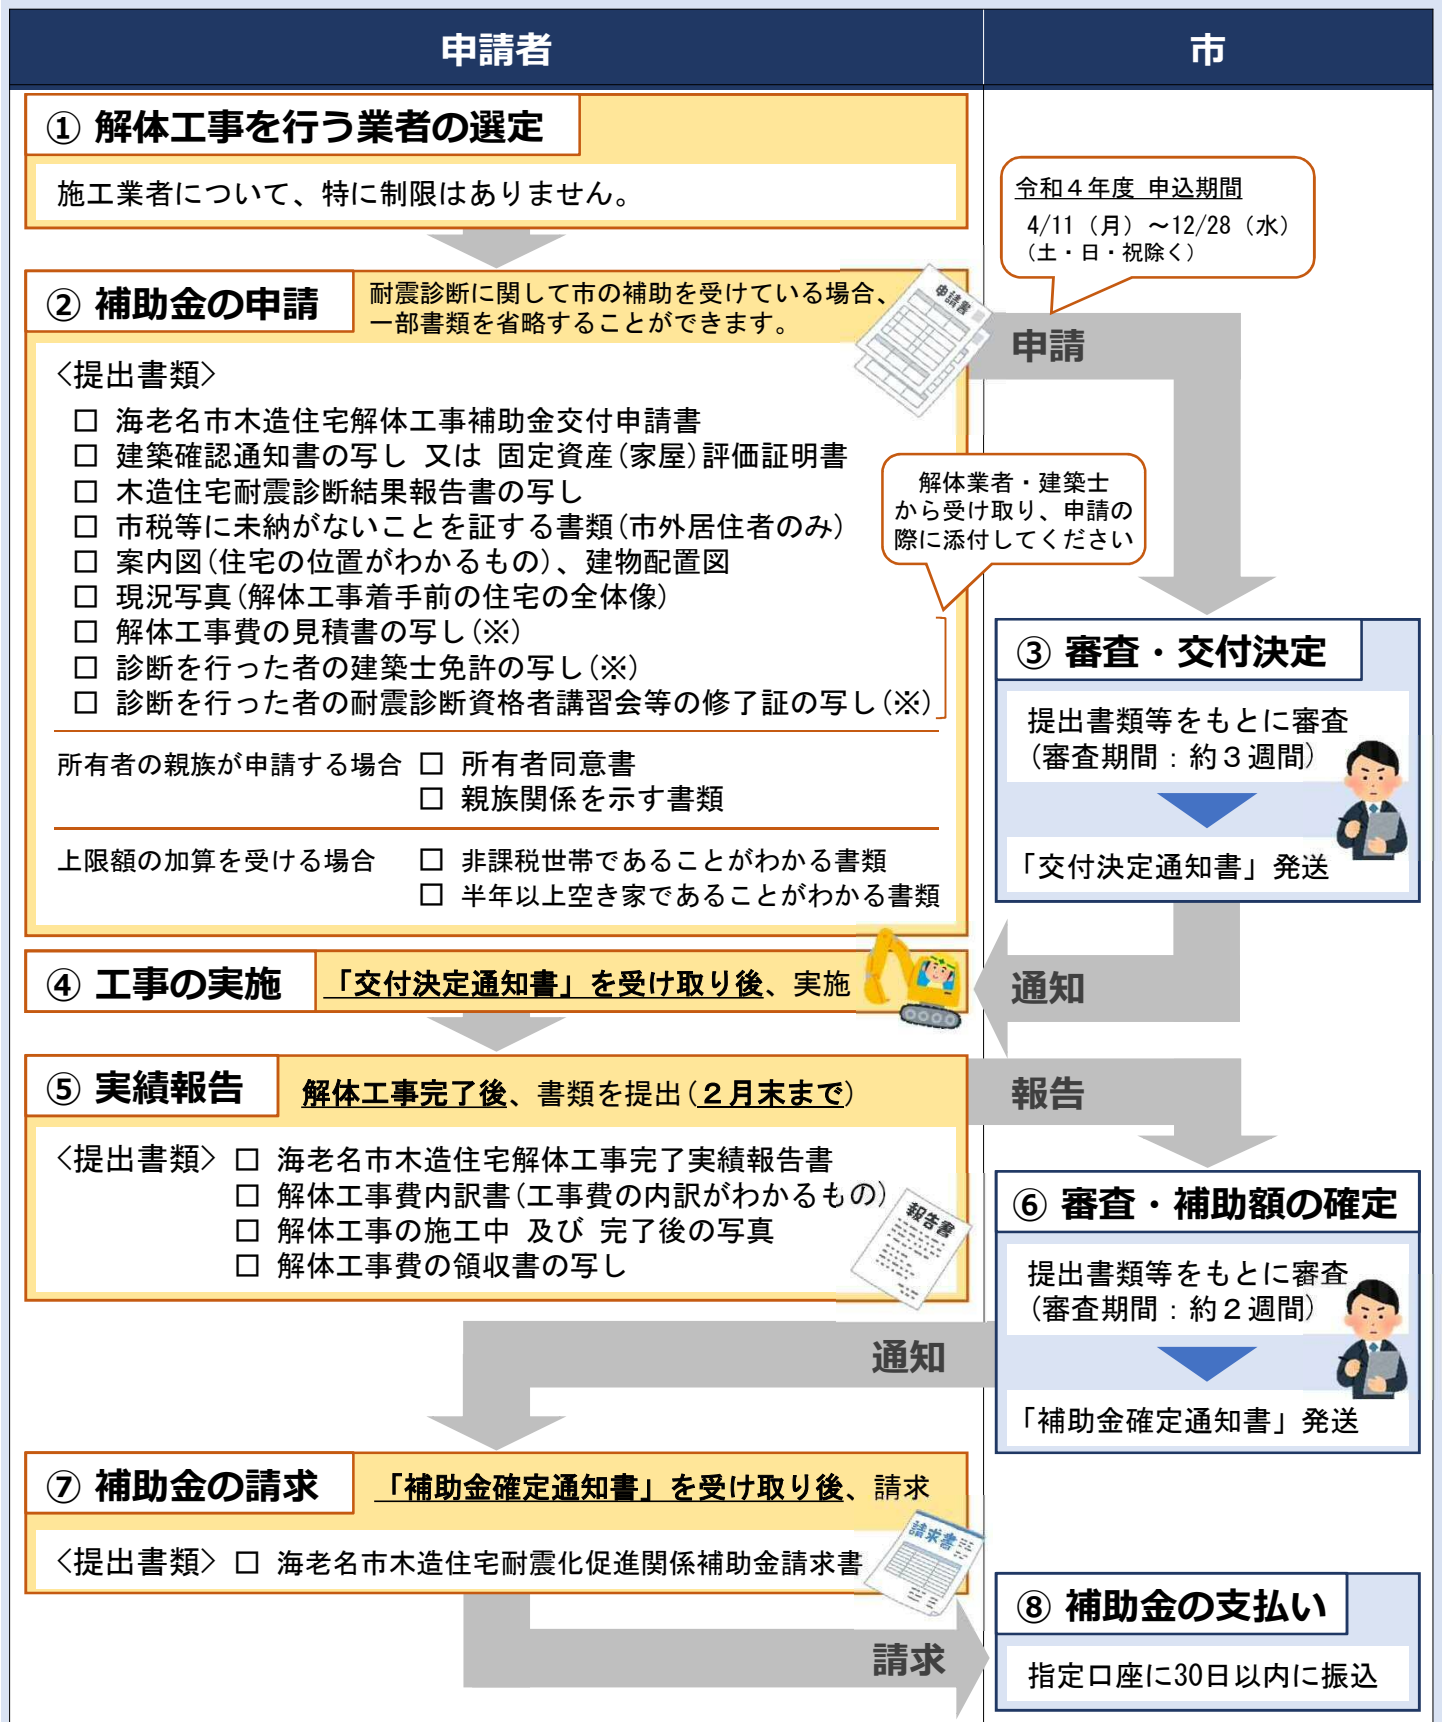 申請者
市
① 解体工事を行う業者の選定
施工業者について、特に制限はありません。
令和４年度 申込期間
4/11（月）～12/28（水）
（土・日・祝除く）
② 補助金の申請
耐震診断に関して市の補助を受けている場合、
一部書類を省略することができます。
申請書
申請
〈提出書類〉
□ 海老名市木造住宅解体工事補助金交付申請書
□ 建築確認通知書の写し 又は 固定資産(家屋)評価証明書
□ 木造住宅耐震診断結果報告書の写し
□ 市税等に未納がないことを証する書類(市外居住者のみ)
□ 案内図(住宅の位置がわかるもの)、建物配置図
□ 現況写真(解体工事着手前の住宅の全体像)
□ 解体工事費の見積書の写し(※)
□ 診断を行った者の建築士免許の写し(※)
□ 診断を行った者の耐震診断資格者講習会等の修了証の写し(※)
解体業者・建築士
から受け取り、申請の
際に添付してください
所有者の親族が申請する場合 □ 所有者同意書
□ 親族関係を示す書類
上限額の加算を受ける場合 □ 非課税世帯であることがわかる書類
□ 半年以上空き家であることがわかる書類
③ 審査・交付決定
提出書類等をもとに審査
(審査期間：約３週間)
「交付決定通知書」発送
通知
④ 工事の実施
「交付決定通知書」を受け取り後、実施
⑤ 実績報告
解体工事完了後、書類を提出(２月末まで)
報告
〈提出書類〉 □ 海老名市木造住宅解体工事完了実績報告書
□ 解体工事費内訳書(工事費の内訳がわかるもの)
□ 解体工事の施工中 及び 完了後の写真
□ 解体工事費の領収書の写し
報告書
⑥ 審査・補助額の確定
提出書類等をもとに審査
(審査期間：約２週間)
「補助金確定通知書」発送
通知
⑦ 補助金の請求
「補助金確定通知書」を受け取り後、請求
〈提出書類〉 □ 海老名市木造住宅耐震化促進関係補助金請求書
請求書
請求
⑧ 補助金の支払い
指定口座に30日以内に振込